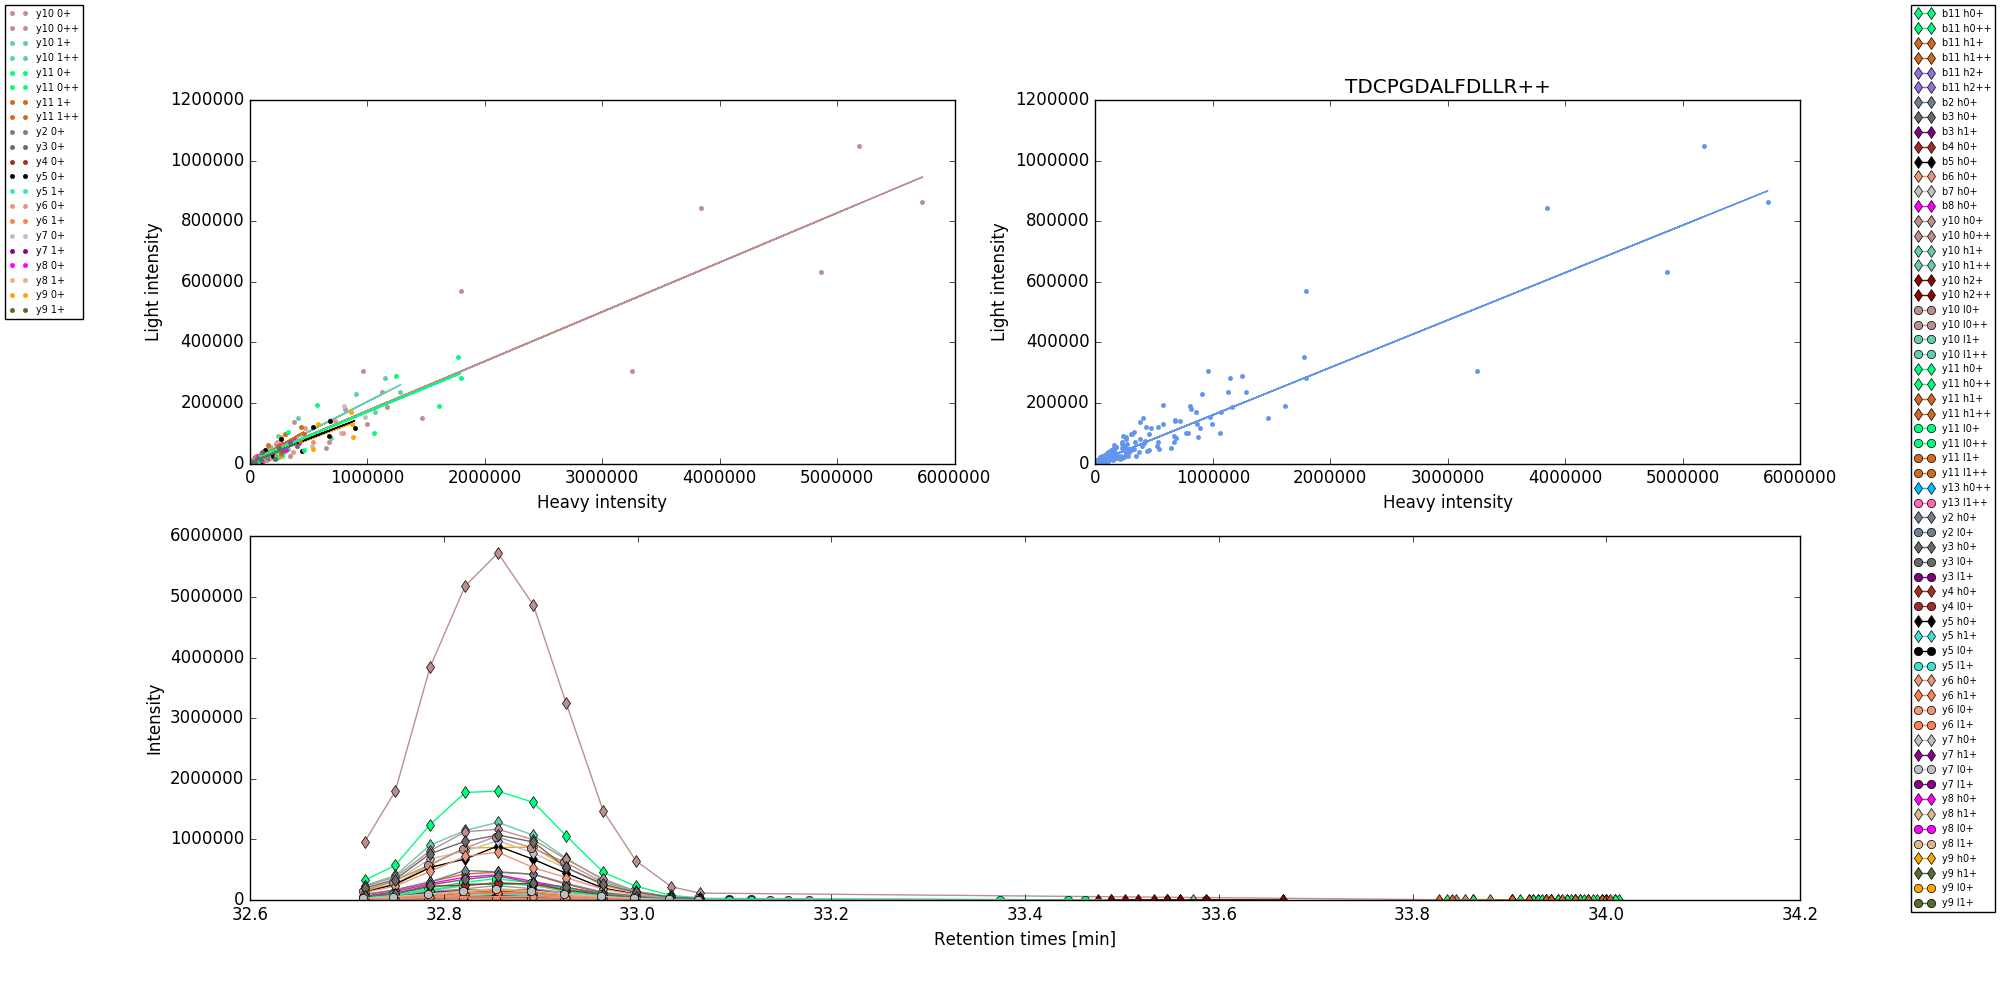 y10 0+
y10 0++
y10 1+
y10 1++
y11 0+
y11 0++
y11 1+
y11 1++
y2 0+
y3 0+
y4 0+
y5 0+
y5 1+
y6 0+
y6 1+
y7 0+
y7 1+
y8 0+
y8 1+
y9 0+
y9 1+
1200000
1000000
800000
600000
400000
200000
0
Light intensity
0 1000000 2000000 3000000 4000000 5000000 6000000
Heavy intensity
TDCPGDALFDLLR++
1200000
1000000
800000
600000
400000
200000
0
Light intensity
0 1000000 2000000 3000000 4000000 5000000 6000000
Heavy intensity
6000000
5000000
4000000
3000000
2000000
1000000
0
Intensity
32.6 32.8 33.0 33.2 33.4 33.6 33.8 34.0 34.2
Retention times [min]
b11 h0+
b11 h0++
b11 h1+
b11 h1++
b11 h2+
b11 h2++
b2 h0+
b3 h0+
b3 h1+
b4 h0+
b5 h0+
b6 h0+
b7 h0+
b8 h0+
y10 h0+
y10 h0++
y10 h1+
y10 h1++
y10 h2+
y10 h2++
y10 l0+
y10 l0++
y10 l1+
y10 l1++
y11 h0+
y11 h0++
y11 h1+
y11 h1++
y11 l0+
y11 l0++
y11 l1+
y11 l1++
y13 h0++
y13 l1++
y2 h0+
y2 l0+
y3 h0+
y3 l0+
y3 l1+
y4 h0+
y4 l0+
y5 h0+
y5 h1+
y5 l0+
y5 l1+
y6 h0+
y6 h1+
y6 l0+
y6 l1+
y7 h0+
y7 h1+
y7 l0+
y7 l1+
y8 h0+
y8 h1+
y8 l0+
y8 l1+
y9 h0+
y9 h1+
y9 l0+
y9 l1+